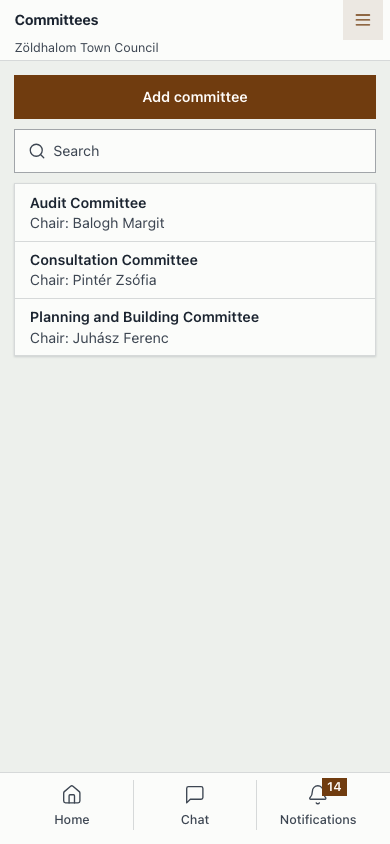 Committees
Zöldhalom Town Council
Add committee
Search
Audit Committee
Chair: Balogh Margit
Consultation Committee
Chair: Pintér Zsófia
Planning and Building Committee
Chair: Juhász Ferenc
14
Home
Chat
Notifications